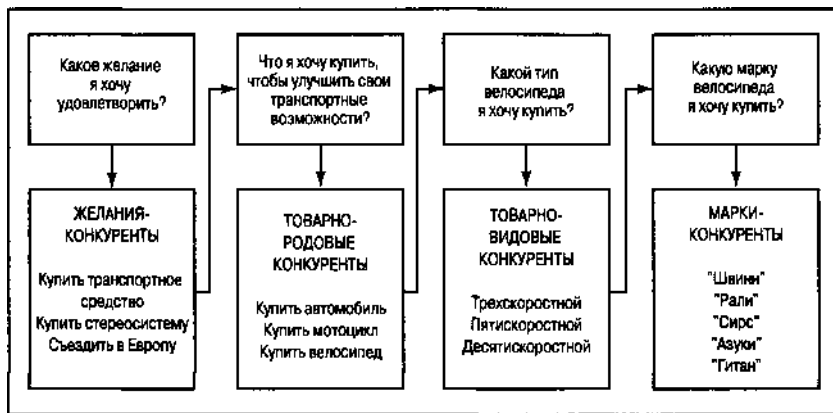 Какое желание
я хочу
удовлетворить?
Что я хочу купить,
чтобы улучшить свои
транспортные
возможности?
Какой тип
велосипеда
я хочу купить?
Какую марку
велосипеда
я хочу купить?
ЖЕЛАНИЯ-
КОНКУРЕНТЫ
Купить транспортное
средство
Купить стереосистему
Съездить в Европу
ТОВАРНО-
РОДОВЫЕ
КОНКУРЕНТЫ
Купить автомобиль
Купить мотоцикл
Купить велосипед
ТОВАРНО-
ВИДОВЫЕ
КОНКУРЕНТЫ
Трехскоростной
Пятискоростной
Десятискоростной
МАРКИ-
КОНКУРЕНТЫ
"Швинн"
"Рали"
"Сирс"
"Азуки"
"Гитан"